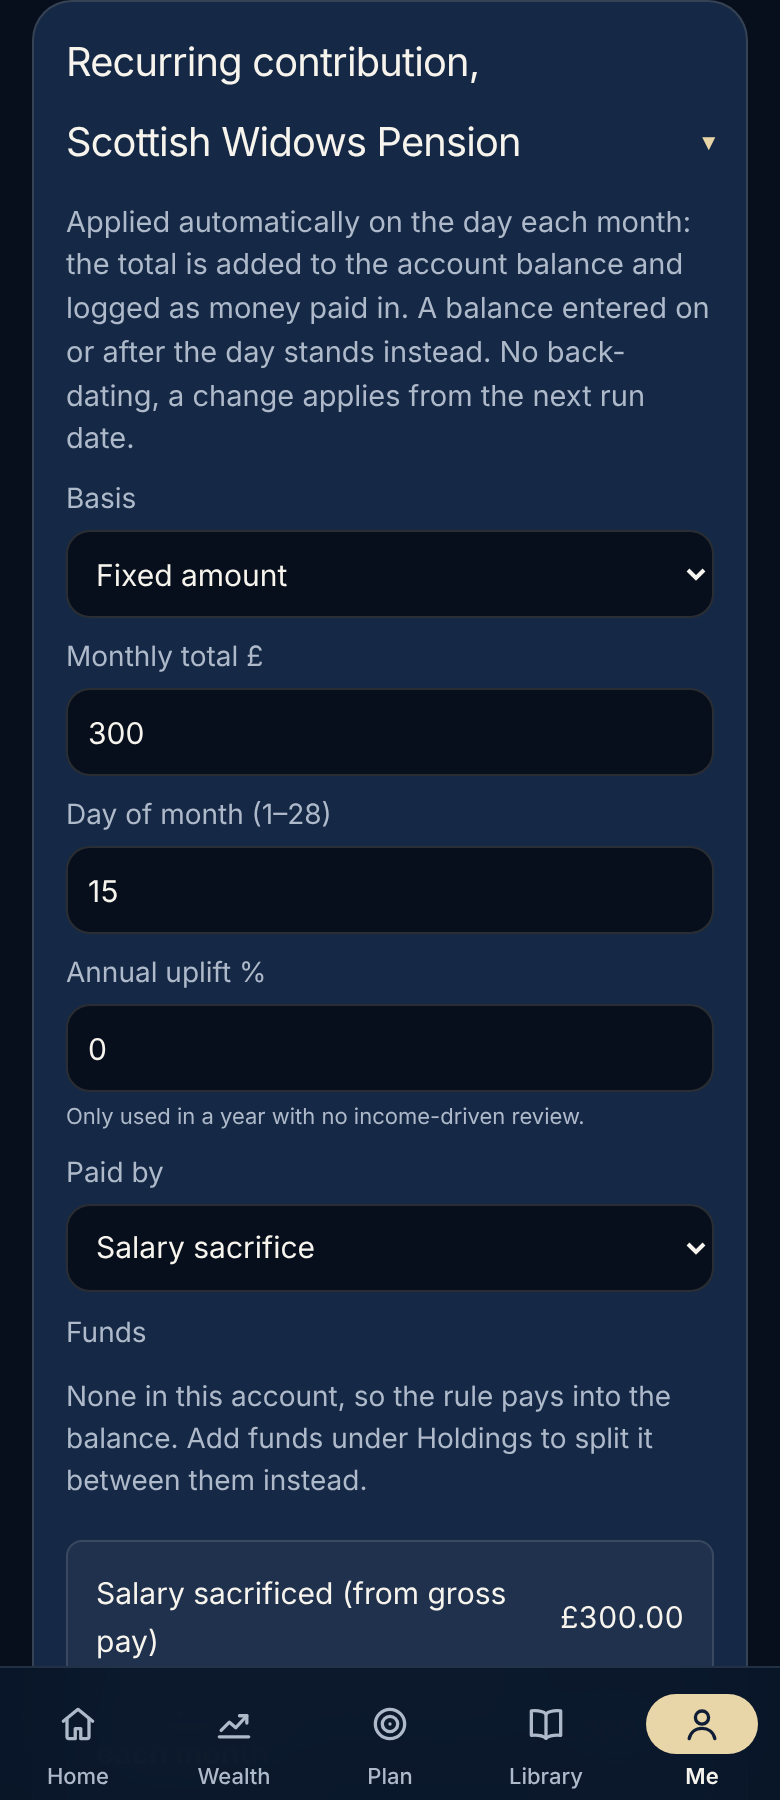 Recurring contribution,
Scottish Widows Pension
Applied automatically on the day each month:
the total is added to the account balance and
logged as money paid in. A balance entered on
or after the day stands instead. No back-
dating, a change applies from the next run
date.
Basis
Fixed amount
Monthly total £
300
Day of month (1–28)
15
Annual uplift %
0
Only used in a year with no income-driven review.
Paid by
Salary sacrifice
Funds
None in this account, so the rule pays into the
balance. Add funds under Holdings to split it
between them instead.
Salary sacrificed (from gross
pay)
£300.00
Home
Wealth
Plan
Library
Me